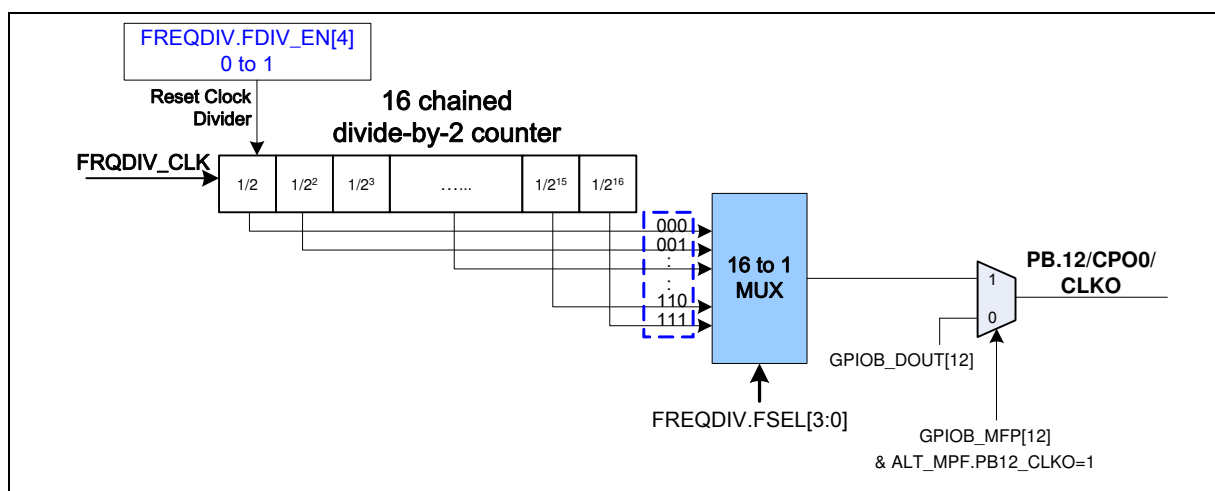 FREQDIV.FDIV_EN[4]
0 to 1
Reset Clock
Divider
16 chained
divide-by-2 counter
FRQDIV_CLK
1/2 1/2² 1/2³ …... 1/2¹⁵ 1/2¹⁶
000
001
:
:
110
111
16 to 1
MUX
PB.12/CPO0/
CLKO
1
0
GPIOB_DOUT[12]
FREQDIV.FSEL[3:0]
GPIOB_MFP[12]
& ALT_MPF.PB12_CLKO=1